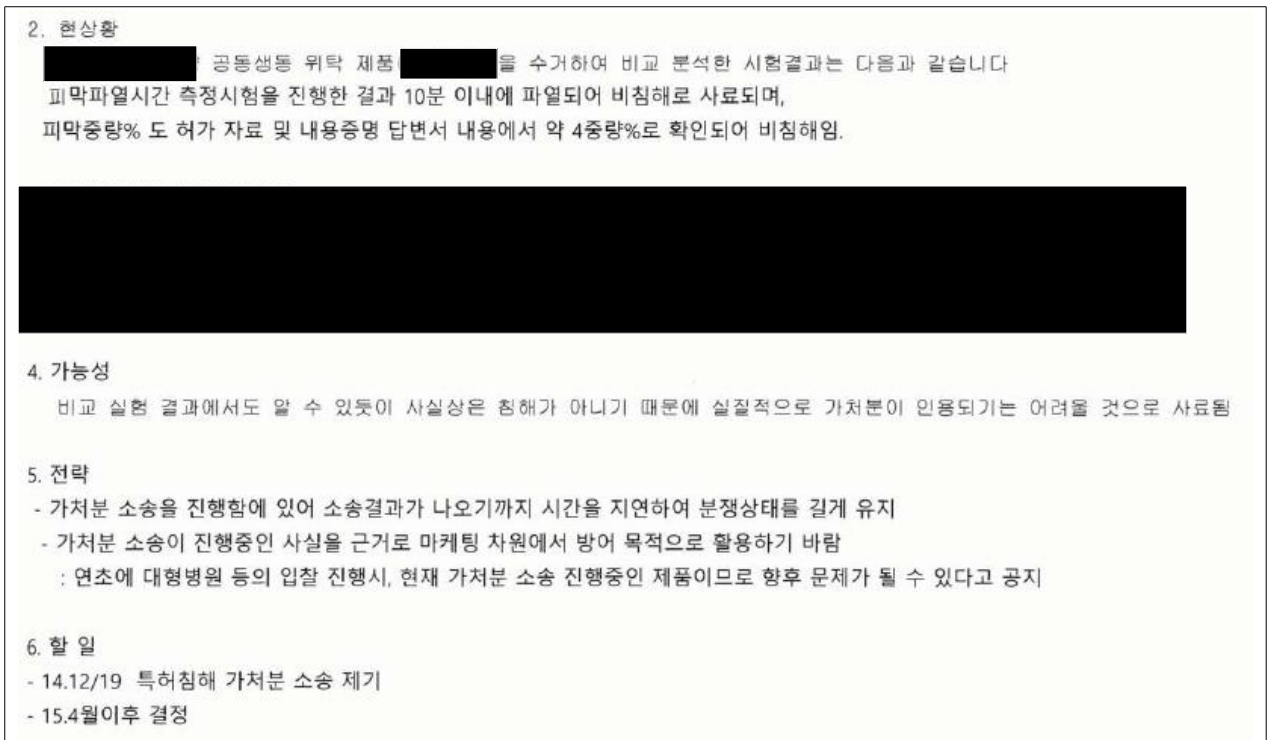 2. 현상황
공동생동 위탁 제품(을 수거하여 비교 분석한 시험결과는 다음과 같습니다
피막파열시간 측정시험을 진행한 결과 10분 이내에 파열되어 비침해로 사료되며,
피막중량% 도 허가 자료 및 내용증명 답변서 내용에서 약 4중량%로 확인되어 비침해임.
4. 가능성
비교 실험 결과에서도 알 수 있듯이 사실상은 침해가 아니기 때문에 실질적으로 가처분이 인용되기는 어려울 것으로 사료됨
5. 전략
- 가처분 소송을 진행함에 있어 소송결과가 나오기까지 시간을 지연하여 분쟁상태를 길게 유지
- 가처분 소송이 진행중인 사실을 근거로 마케팅 차원에서 방어 목적으로 활용하기 바람
: 연초에 대형병원 등의 입찰 진행시, 현재 가처분 소송 진행중인 제품이므로 향후 문제가 될 수 있다고 공지
6. 할 일
- 14.12/19 특허침해 가처분 소송 제기
- 15.4월이후 결정